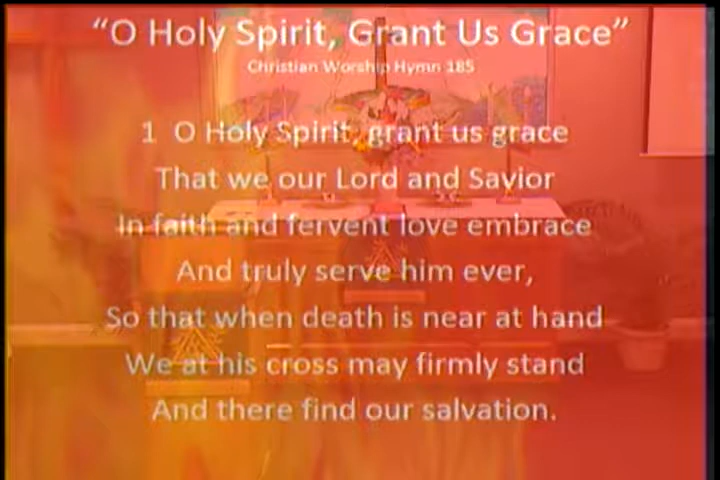 “O Holy Spirit, Grant Us Grace”
Christian Worship Hymn 185
1 O Holy Spirit, grant us grace
That we our Lord and Savior
In faith and fervent love embrace
And truly serve him ever,
So that when death is near at hand
We at his cross may firmly stand
And there find our salvation.